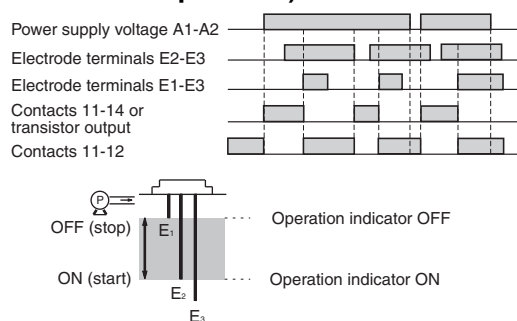 Power supply voltage A1-A2
Electrode terminals E2-E3
Electrode terminals E1-E3
Contacts 11-14 or
transistor output
Contacts 11-12
P
OFF (stop)
E1
Operation indicator OFF
ON (start)
Operation indicator ON
E2
E3